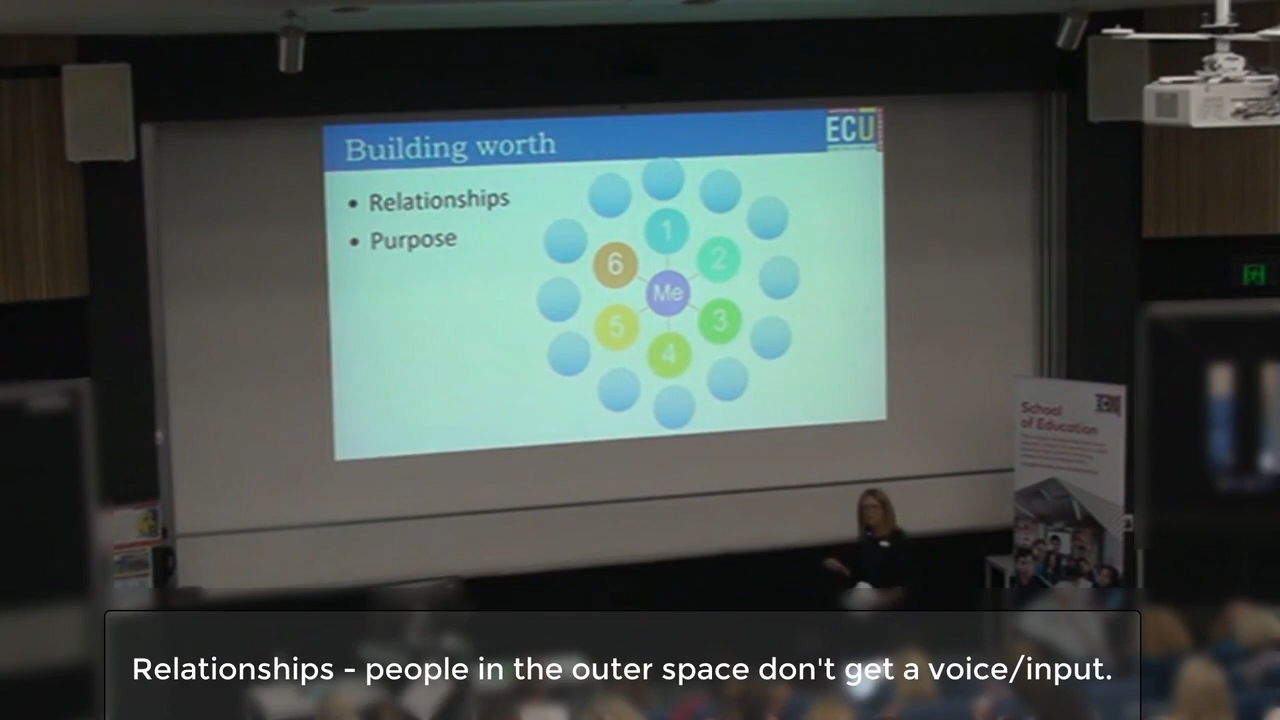 Building worth
ECU
• Relationships
• Purpose
1
6
2
Me
5
3
4
School
of Education
Relationships - people in the outer space don't get a voice/input.